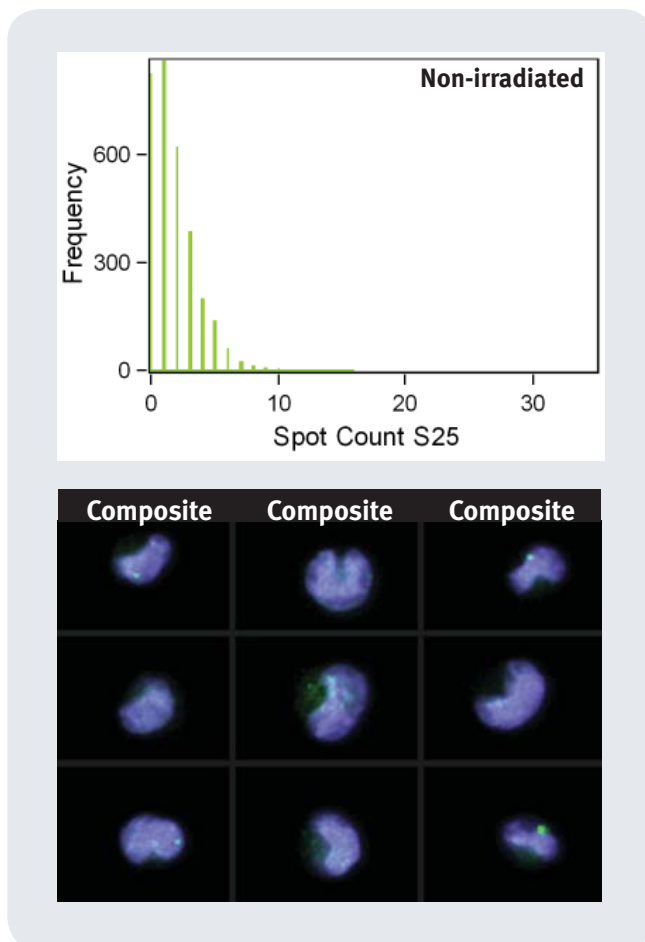 Non-irradiated
Frequency
600
300
0
0 10 20 30
Spot Count S25
Composite Composite Composite